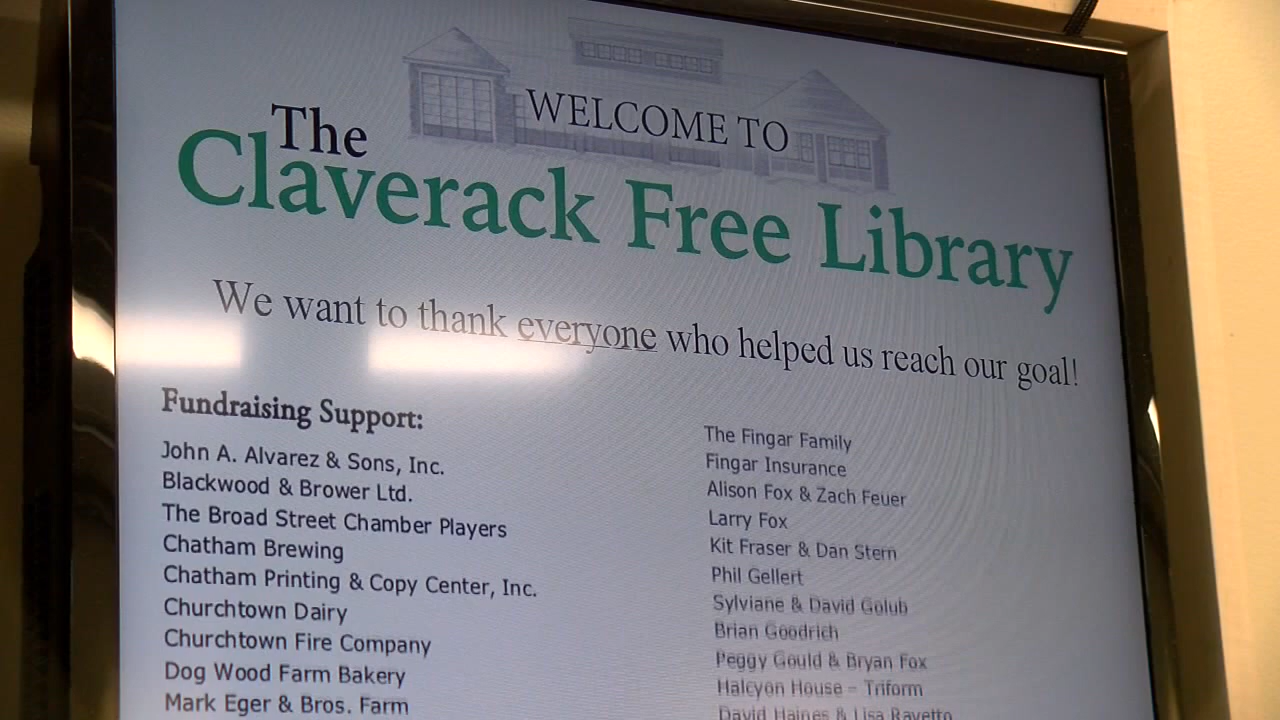 WELCOME TO
The
Claverack Free Library
We want to thank everyone who helped us reach our goal!
Fundraising Support:
John A. Alvarez & Sons, Inc.
Blackwood & Brower Ltd.
The Broad Street Chamber Players
Chatham Brewing
Chatham Printing & Copy Center, Inc.
Churchtown Dairy
Churchtown Fire Company
Dog Wood Farm Bakery
Mark Eger & Bros. Farm
The Fingar Family
Fingar Insurance
Alison Fox & Zach Feuer
Larry Fox
Kit Fraser & Dan Stern
Phil Gellert
Sylviane & David Golub
Brian Goodrich
Peggy Gould & Bryan Fox
Halcyon House – Triform
David Haines & Lisa Ravetto